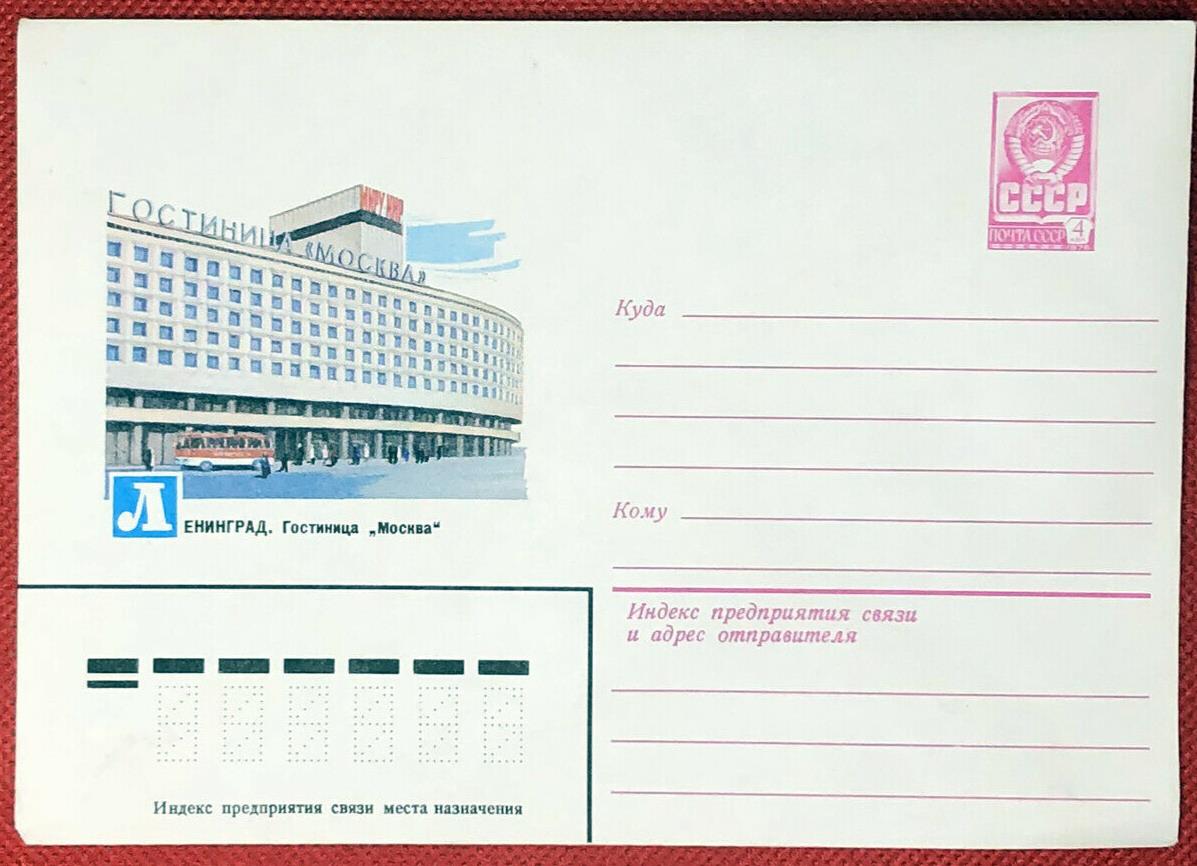 ГОСТИНИЦА «МОСКВА»
СССР
ПОЧТА СССР 4
Куда
Кому
ЛЕНИНГРАД. Гостиница „Москва“
Индекс предприятия связи
и адрес отправителя
Индекс предприятия связи места назначения